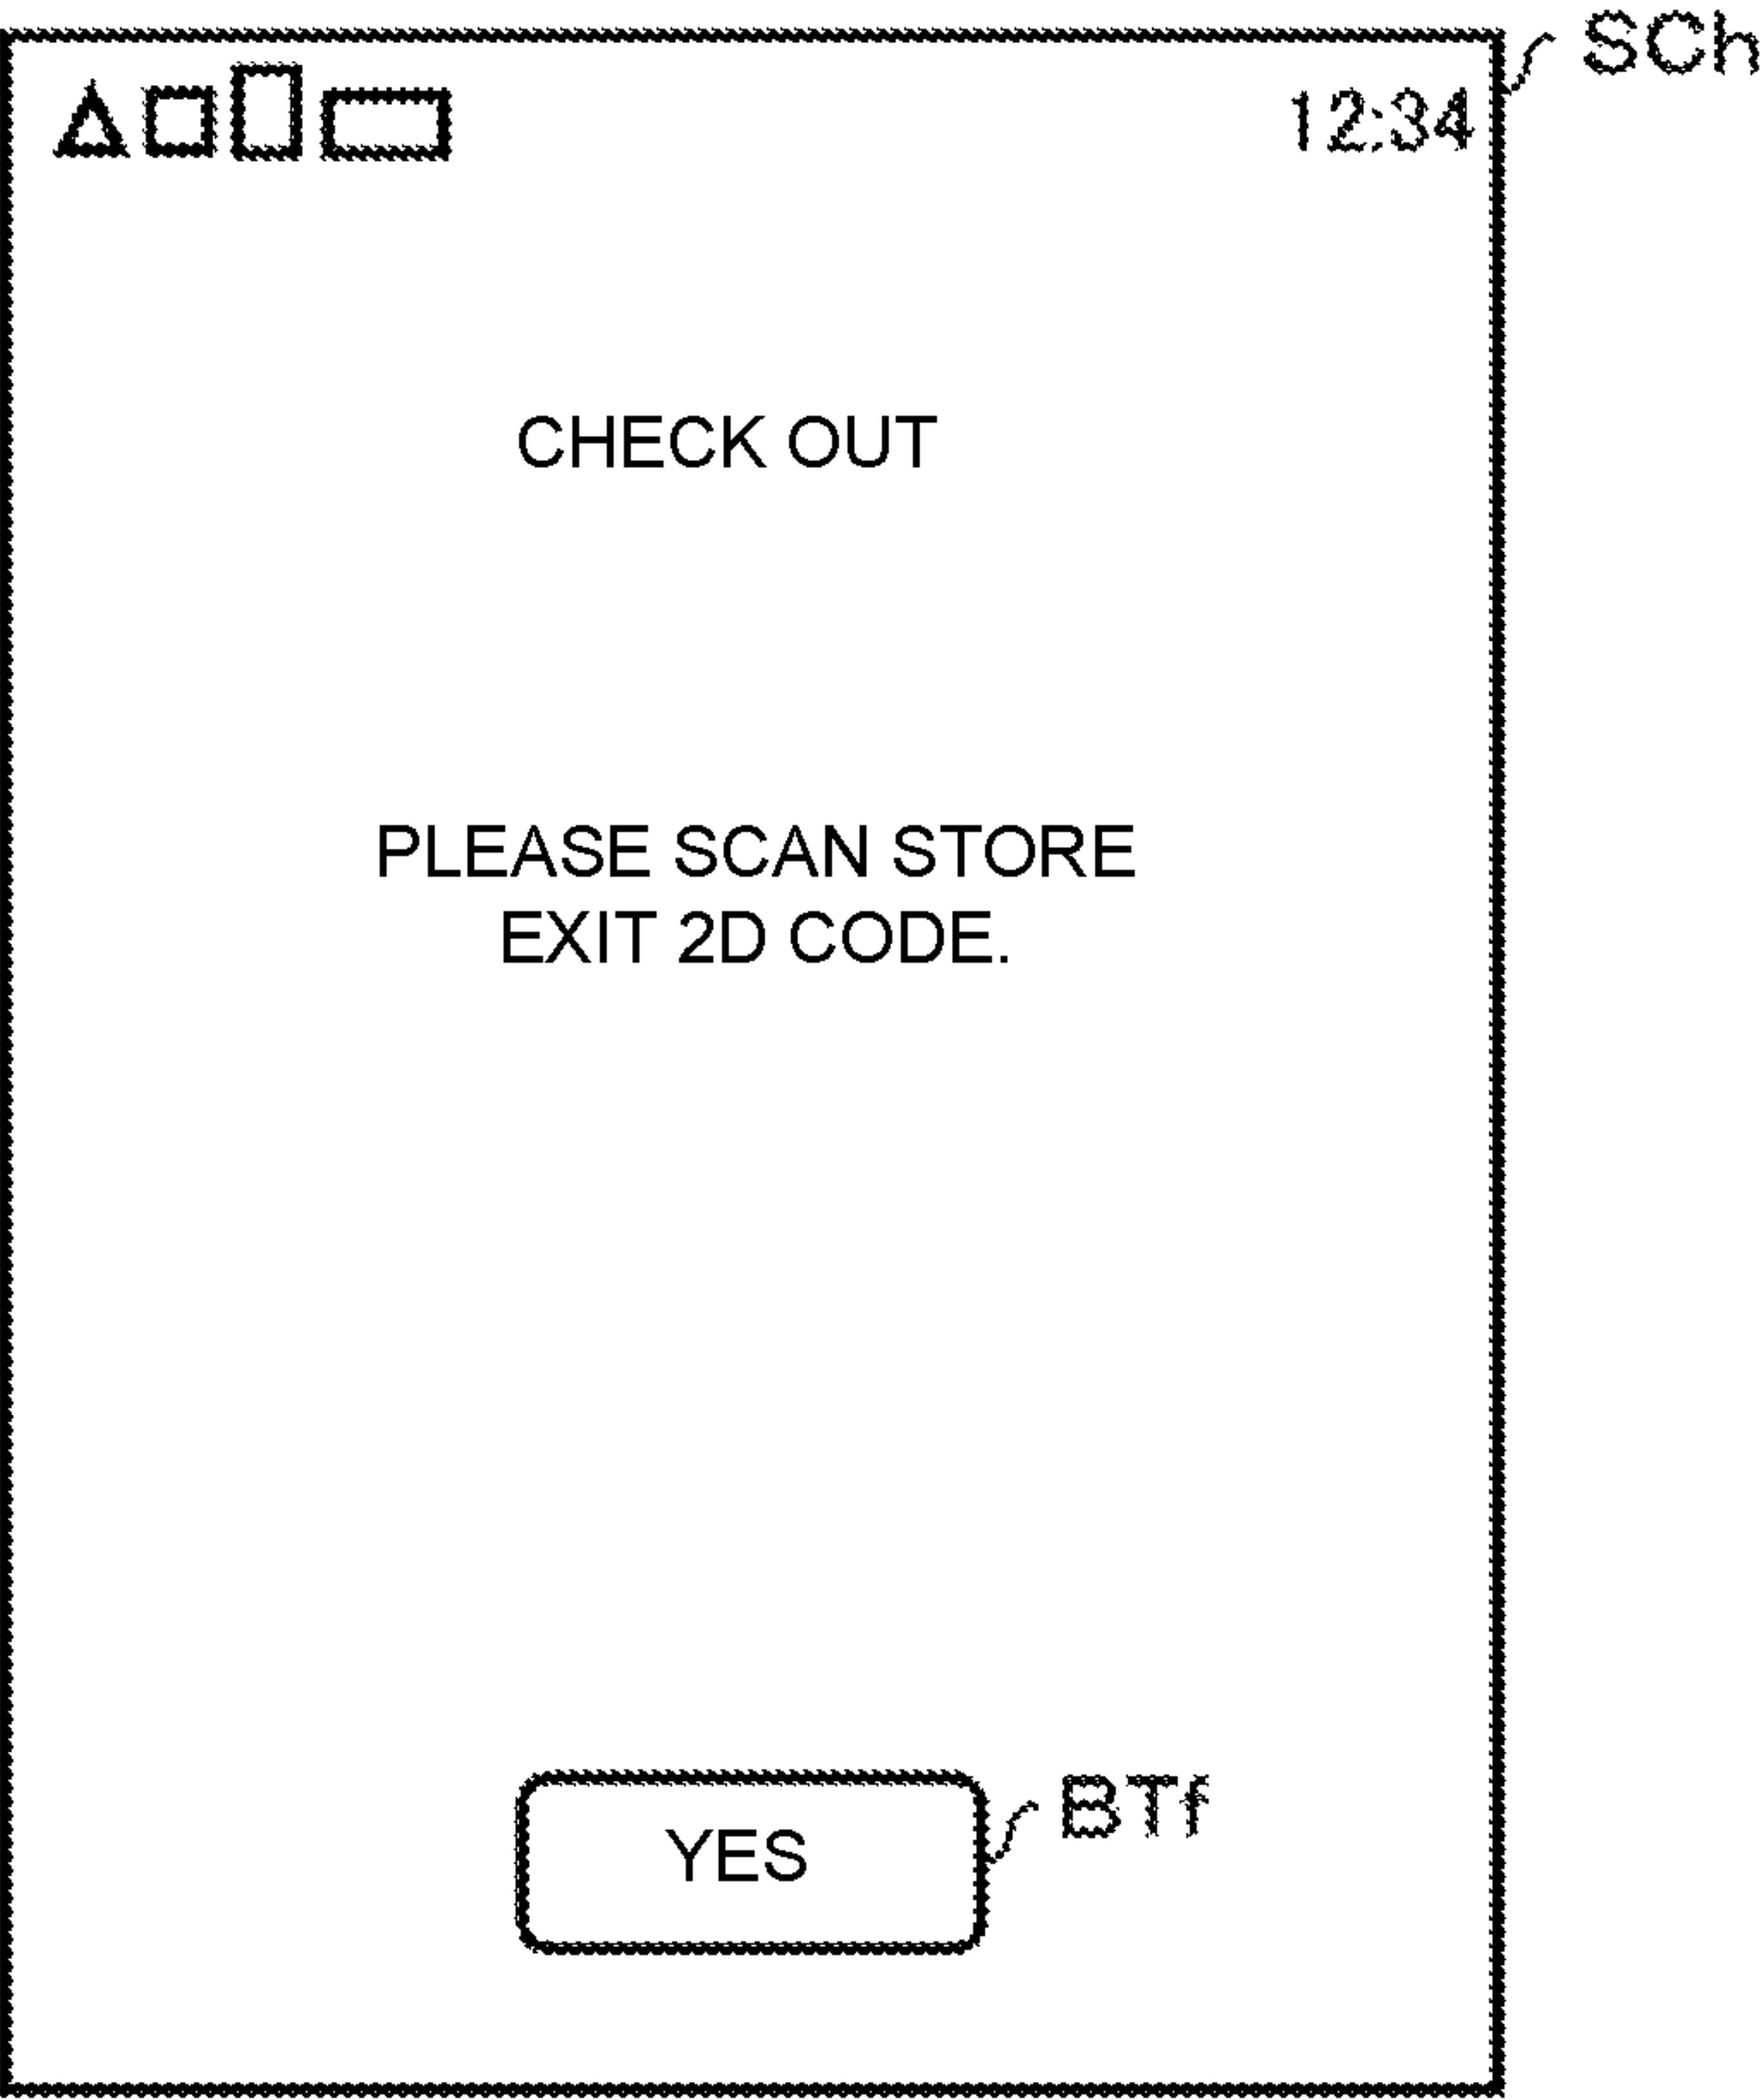 SCh
12:34
CHECK OUT
PLEASE SCAN STORE
EXIT 2D CODE.
YES
BTf